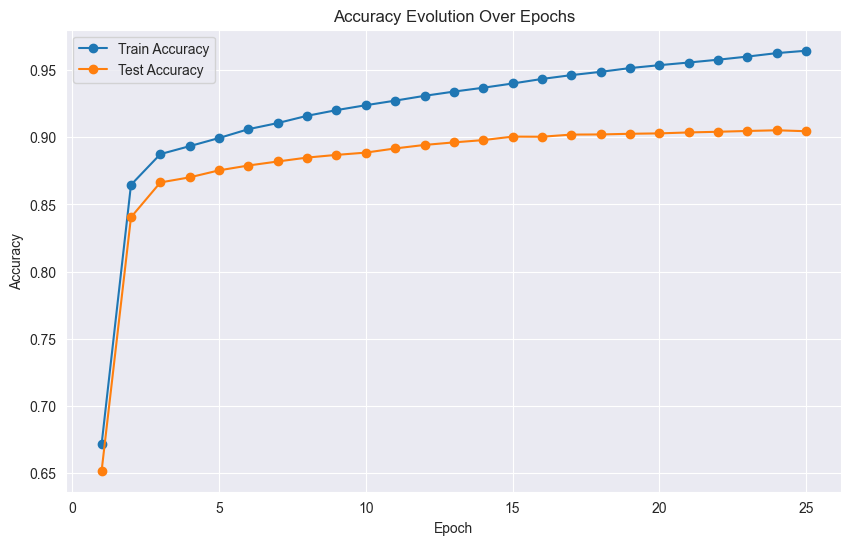 Accuracy Evolution Over Epochs
Train Accuracy
Test Accuracy
Accuracy
0.95
0.90
0.85
0.80
0.75
0.70
0.65
0 5 10 15 20 25
Epoch